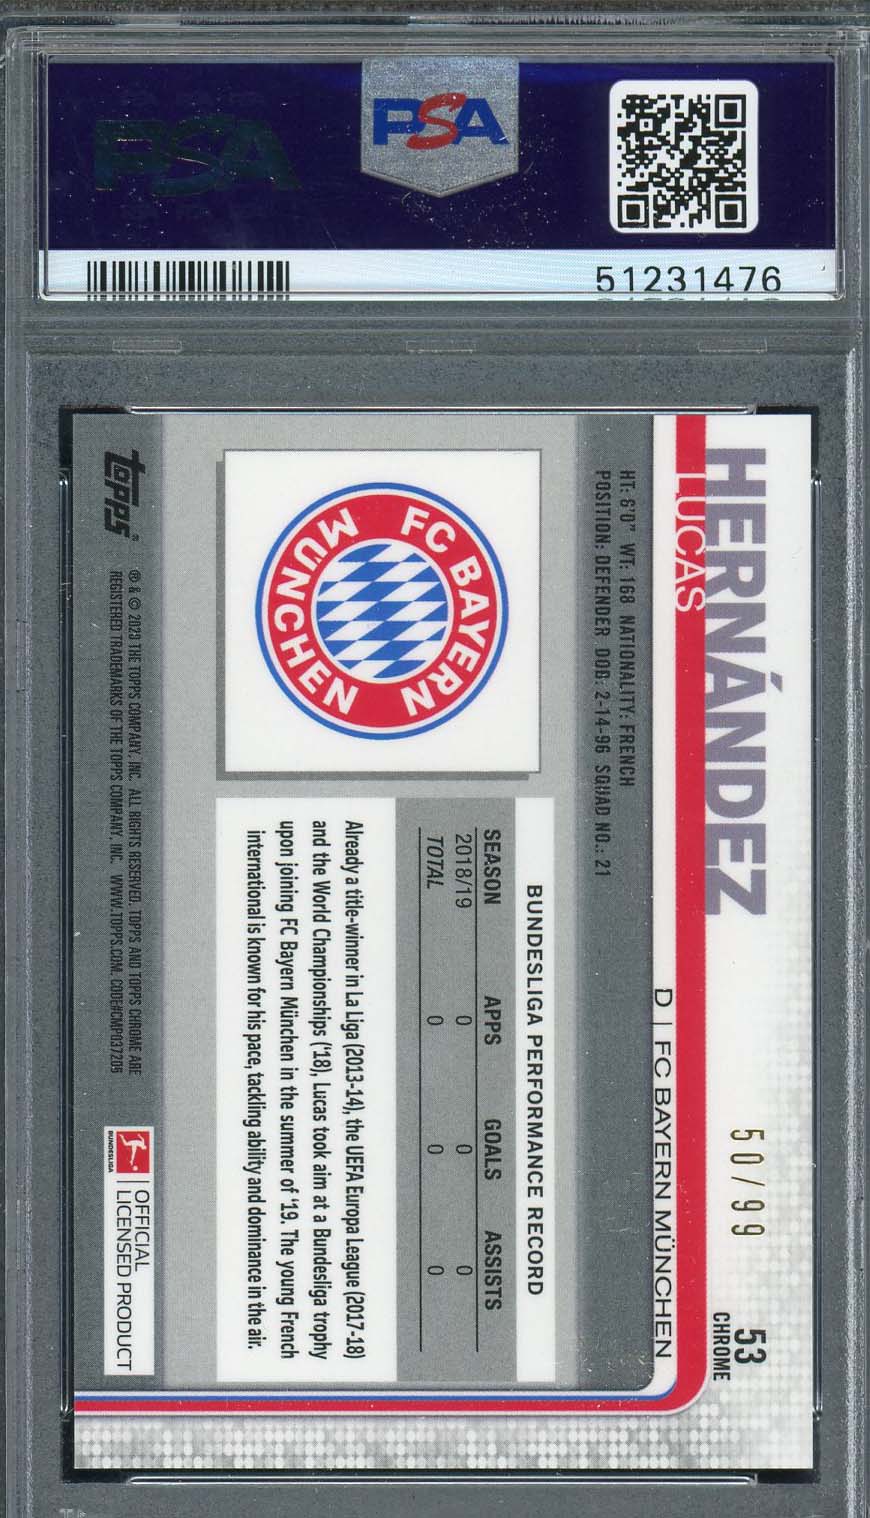 PSA
PSA
51231476
HERNÁNDEZ
LUCAS
50/99
53
CHROME
D | FC BAYERN MÜNCHEN
HT: 6'0" WT: 168 NATIONALITY: FRENCH
POSITION: DEFENDER DOB: 2-14-96 SQUAD NO.: 21
FC BAYERN
MÜNCHEN
BUNDESLIGA PERFORMANCE RECORD
SEASON APPS GOALS ASSISTS
2018/19 0 0 0
TOTAL 0 0 0
Already a title-winner in La Liga (2013-14), the UEFA Europa League (2017-18)
and the World Championships ('18), Lucas took aim at a Bundesliga trophy
upon joining FC Bayern München in the summer of '19. The young French
international is known for his pace, tackling ability and dominance in the air.
topps®
® & © 2020 THE TOPPS COMPANY, INC. ALL RIGHTS RESERVED. TOPPS AND TOPPS CHROME ARE
REGISTERED TRADEMARKS OF THE TOPPS COMPANY, INC. WWW.TOPPS.COM. CODE#CMP037206
BUNDESLIGA
OFFICIAL
LICENSED PRODUCT